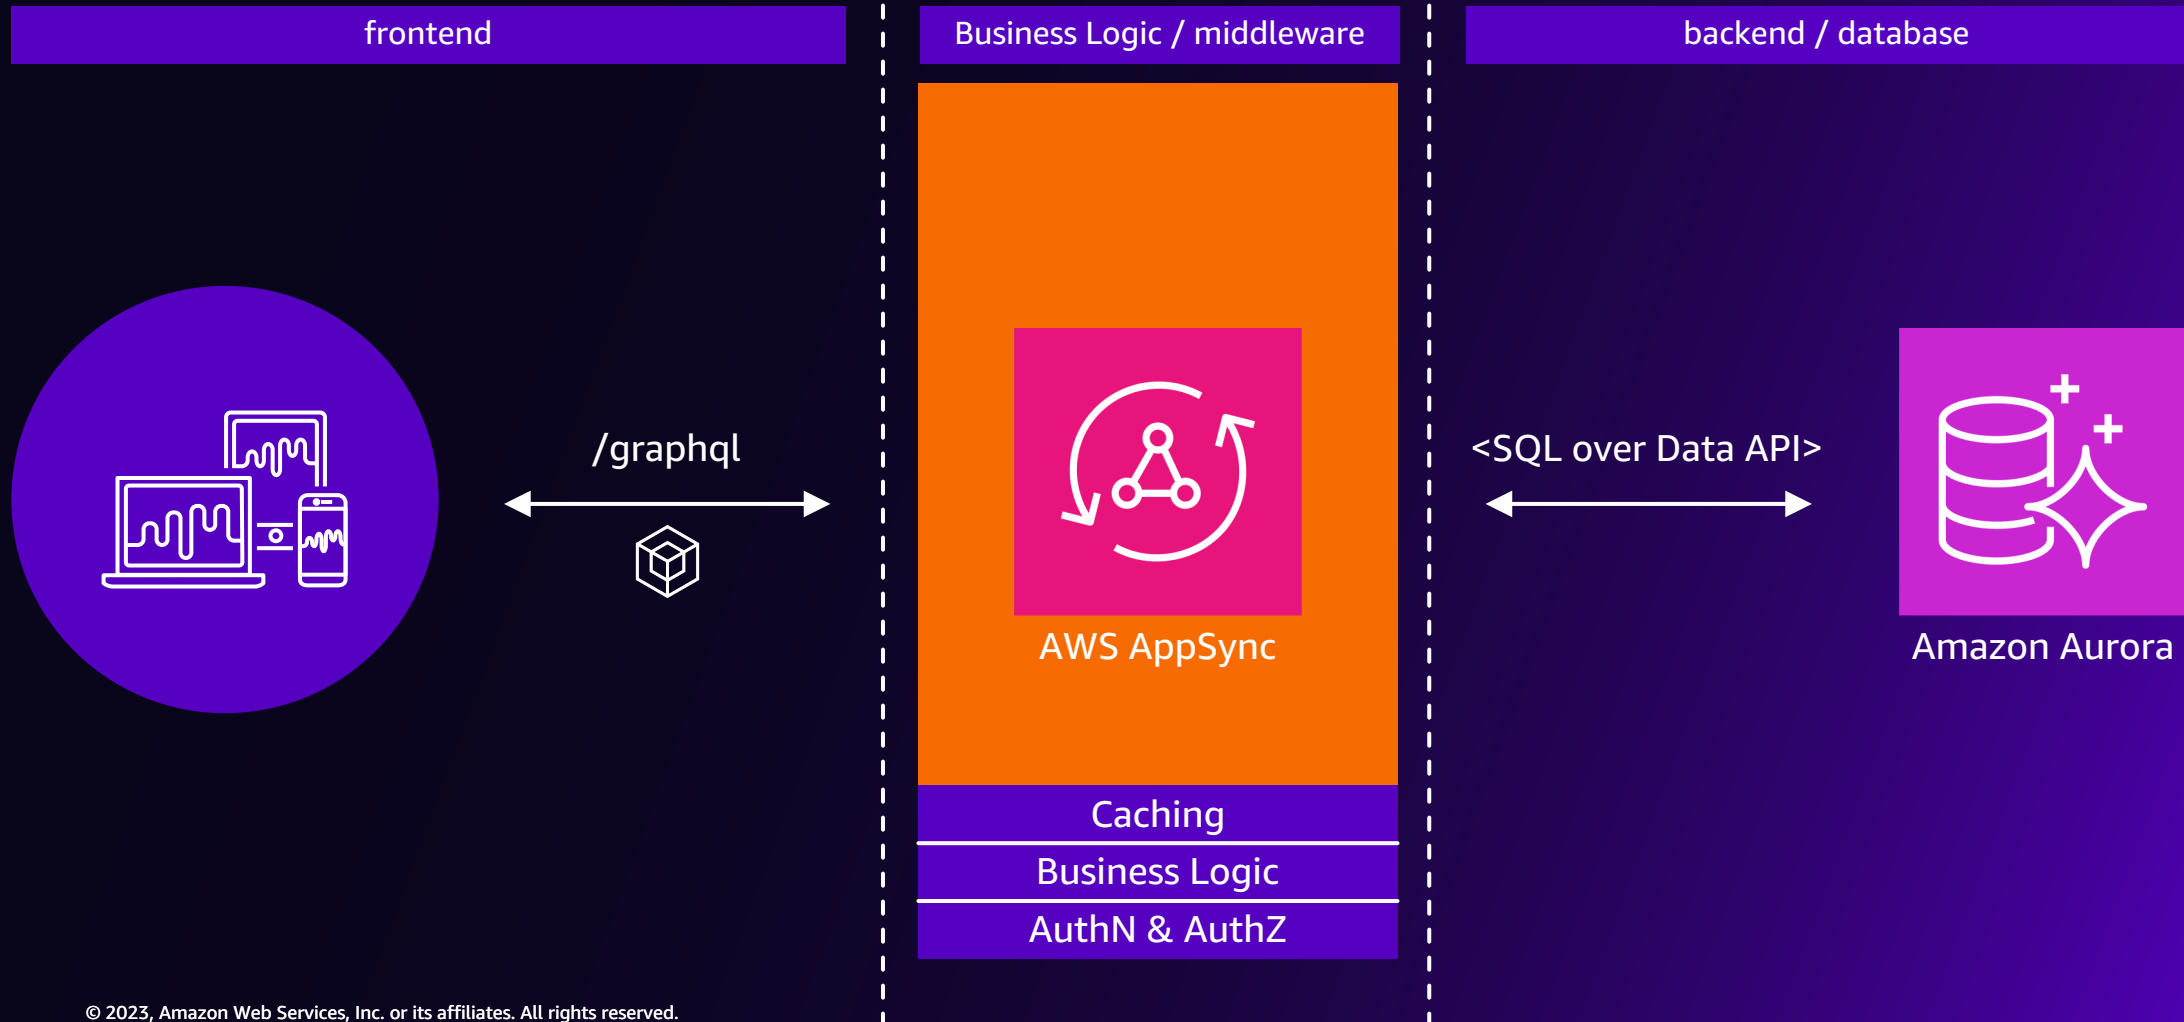 frontend
Business Logic / middleware
backend / database
/graphql
<SQL over Data API>
AWS AppSync
Amazon Aurora
Caching
Business Logic
AuthN & AuthZ
© 2023, Amazon Web Services, Inc. or its affiliates. All rights reserved.